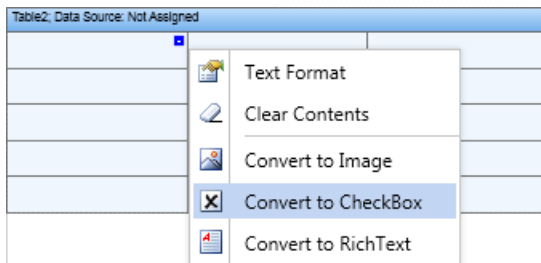 Table2; Data Source: Not Assigned
Text Format
Clear Contents
Convert to Image
Convert to CheckBox
Convert to RichText